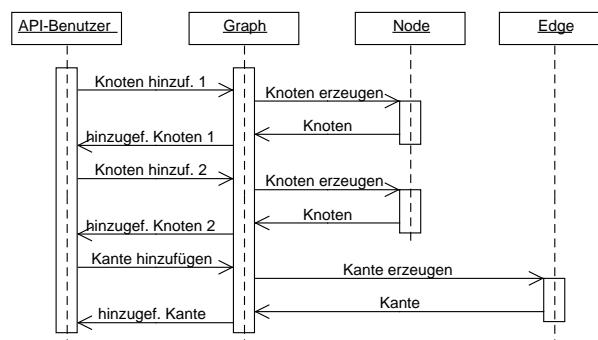 API-Benutzer
Graph
Node
Edge
Knoten hinzuf. 1
Knoten erzeugen
Knoten
hinzugef. Knoten 1
Knoten hinzuf. 2
Knoten erzeugen
Knoten
hinzugef. Knoten 2
Kante hinzufügen
Kante erzeugen
Kante
hinzugef. Kante